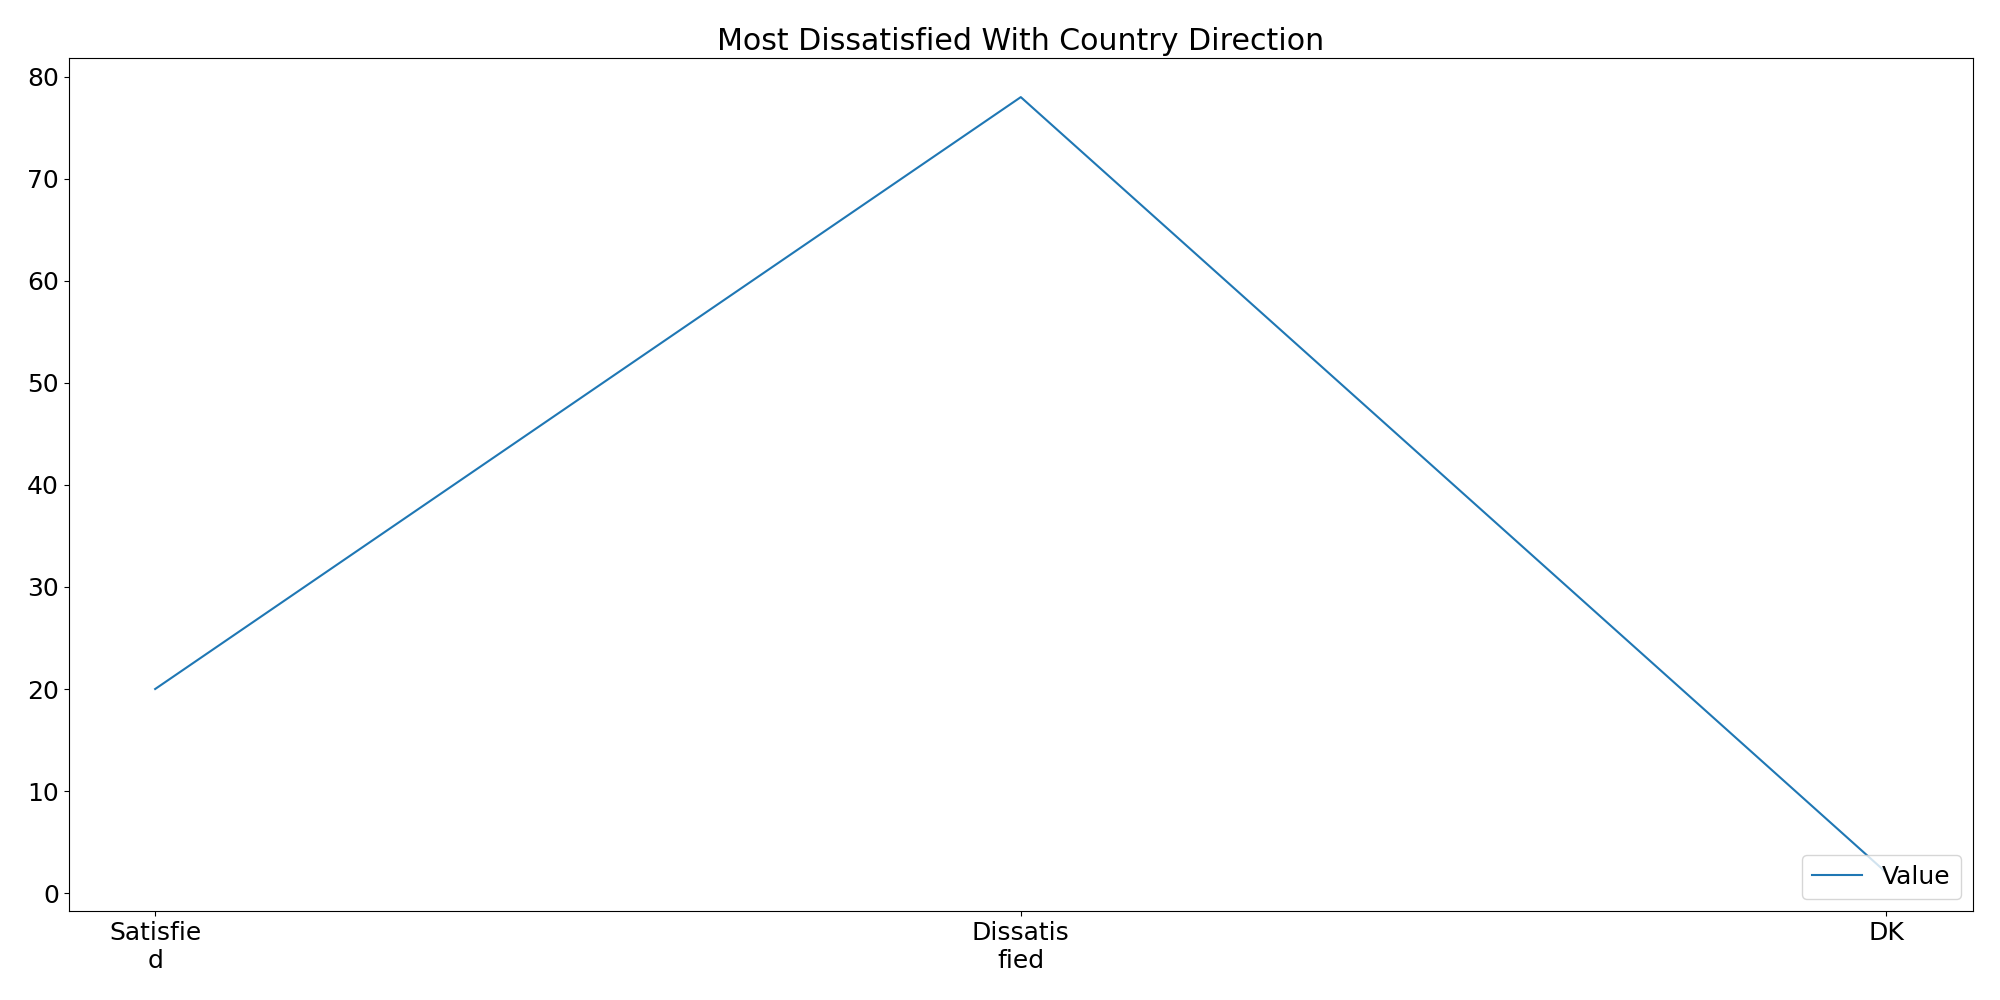 Most Dissatisfied With Country Direction
80
70
60
50
40
30
20
10
0
Value
Satisfie
d
Dissatis
fied
DK